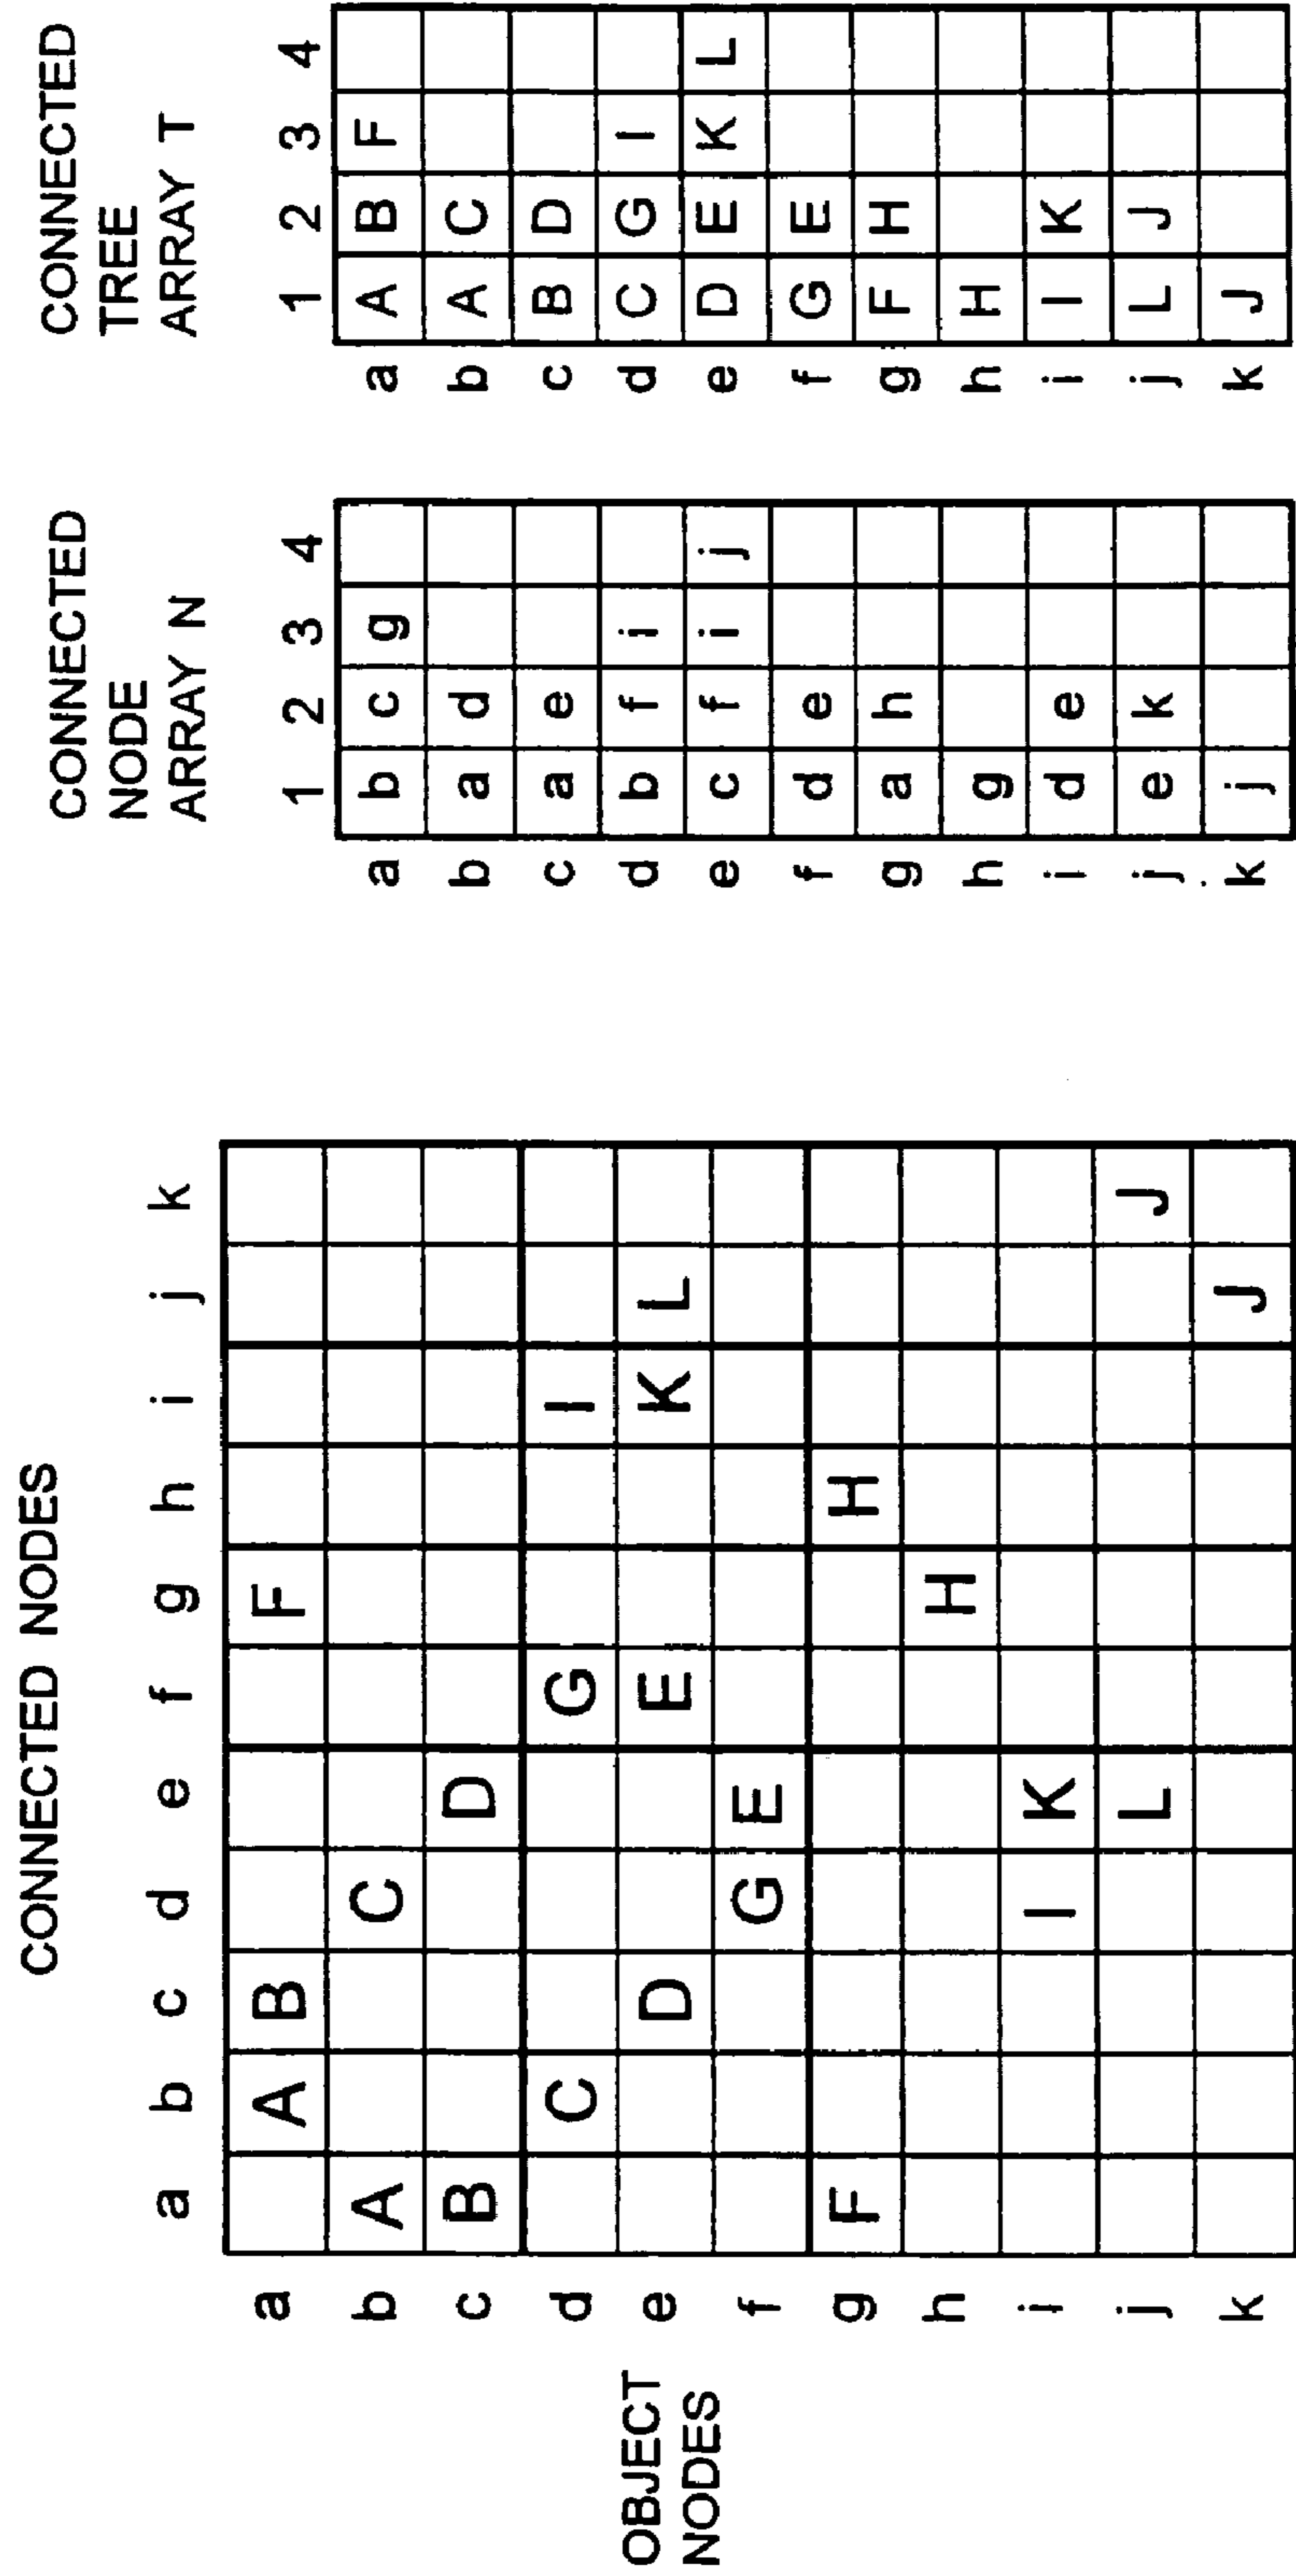 CONNECTED NODES
a b c d e f g h i j k
OBJECT
NODES
a A B F
b A C
c B D
d C G I
e D E K L
f G E
g F H
h H
i I K
j L J
k J
CONNECTED
NODE
ARRAY N
1 2 3 4
a b c g
b a d
c a e
d b f i
e c f i j
f d e
g a h
h g
i d e
j e k
k j
CONNECTED
TREE
ARRAY T
1 2 3 4
a A B F
b A C
c B D
d C G I
e D E K L
f G E
g F H
h H
i I K
j L J
k J